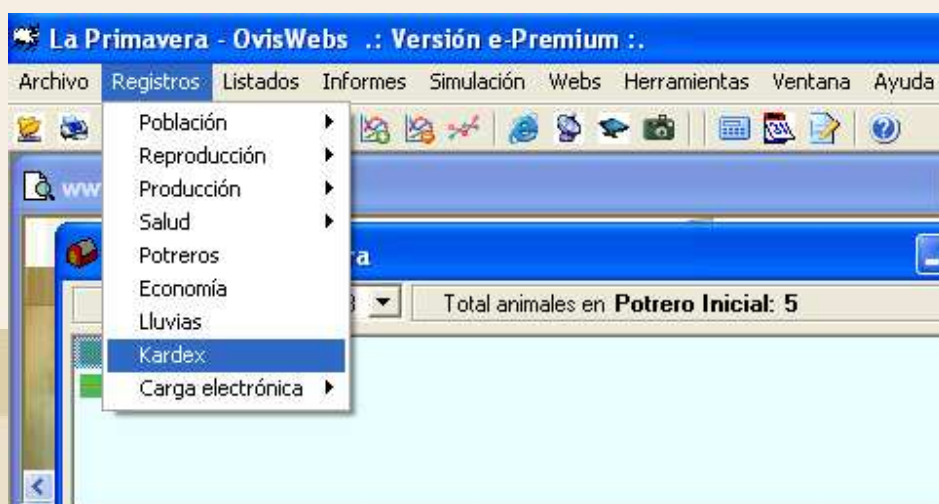 La Primavera - OvisWebs .: Versión e-Premium :.
Archivo Registros Listados Informes Simulación Webs Herramientas Ventana Ayuda
Población
Reproducción
ww
Producción
Salud
Potreros
ra
Economía
Total animales en Potrero Inicial: 5
Lluvias
Kardex
Carga electrónica